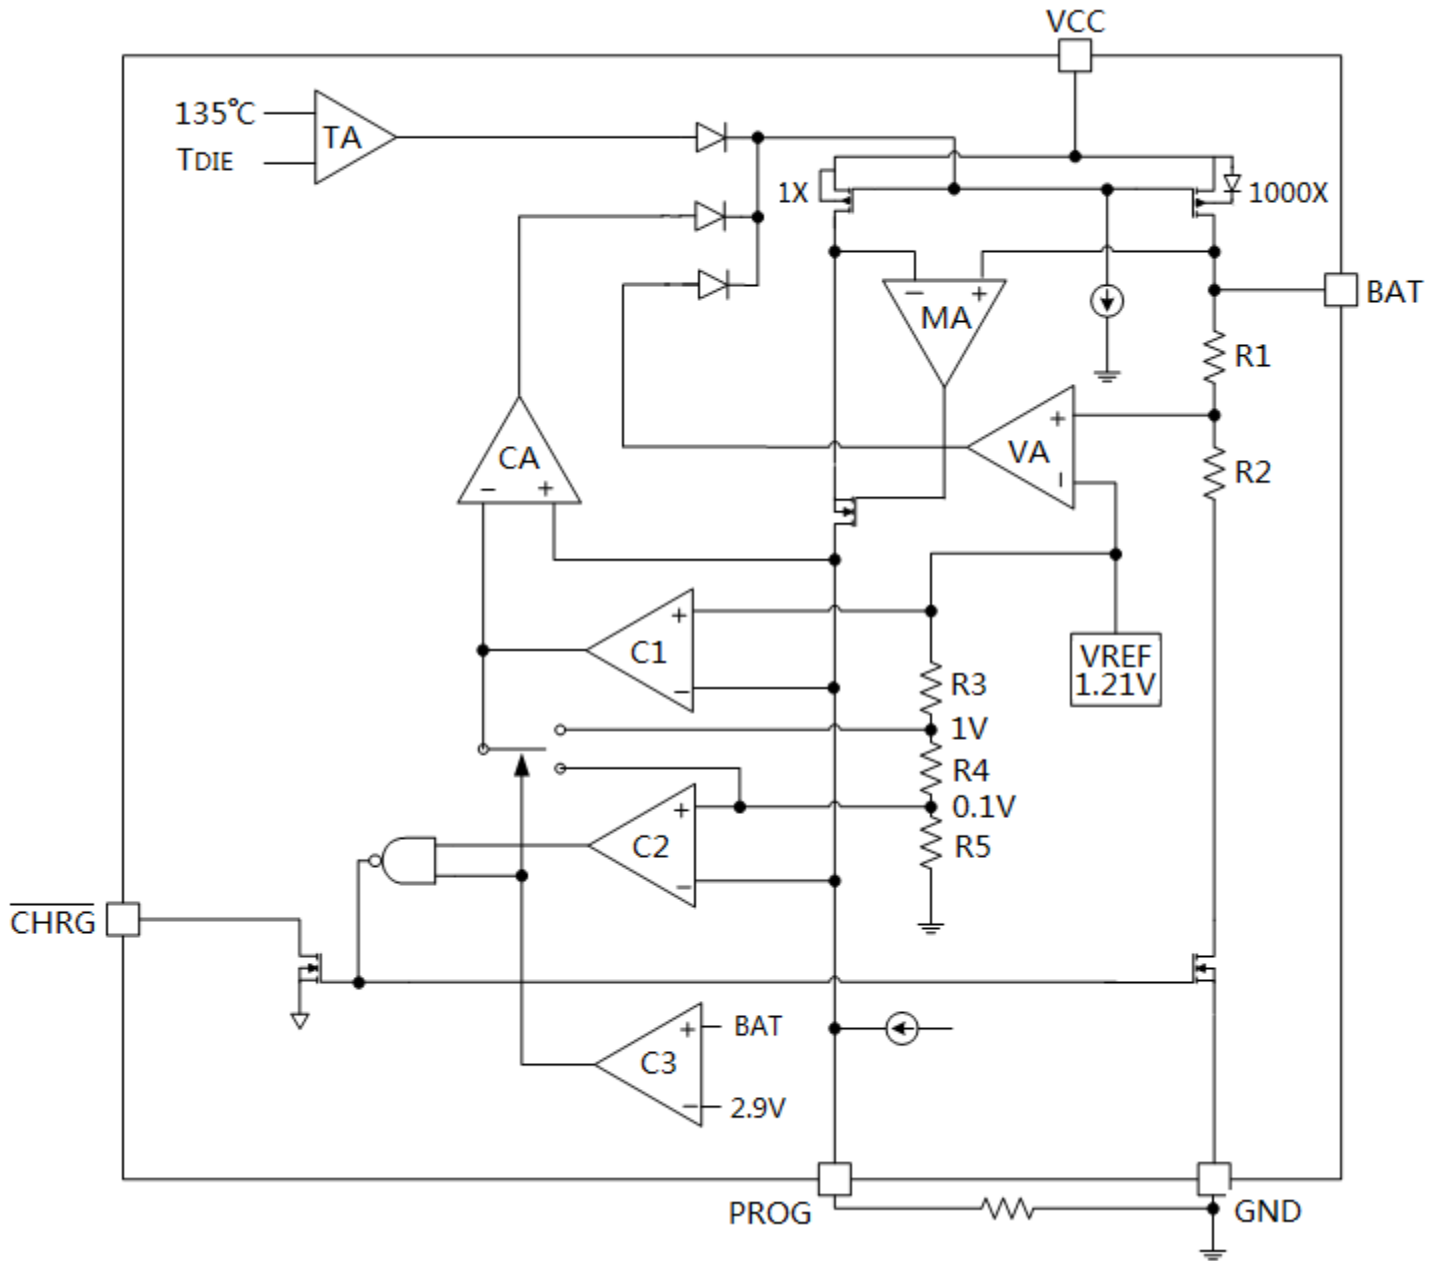 VCC
135℃
TA
TDIE
1X
1000X
− +
MA
BAT
R1
+
VA
−
CA
− +
R2
+
C1
−
VREF
1.21V
R3
1V
R4
+
0.1V
C2
R5
−
CHRG
+ BAT
C3
− 2.9V
PROG
GND